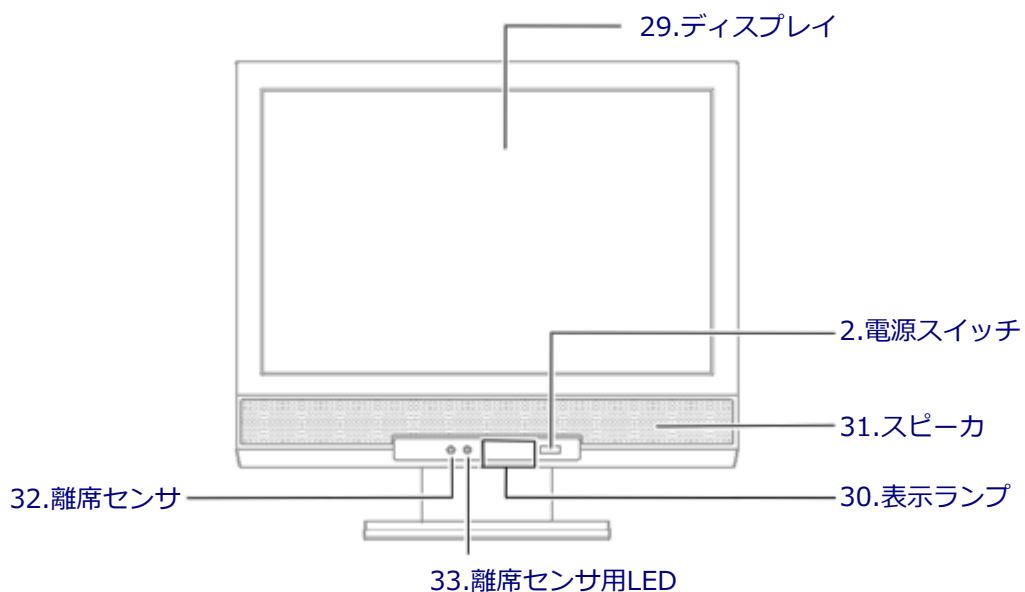 29.ディスプレイ
2.電源スイッチ
31.スピーカ
32.離席センサ
30.表示ランプ
33.離席センサ用LED